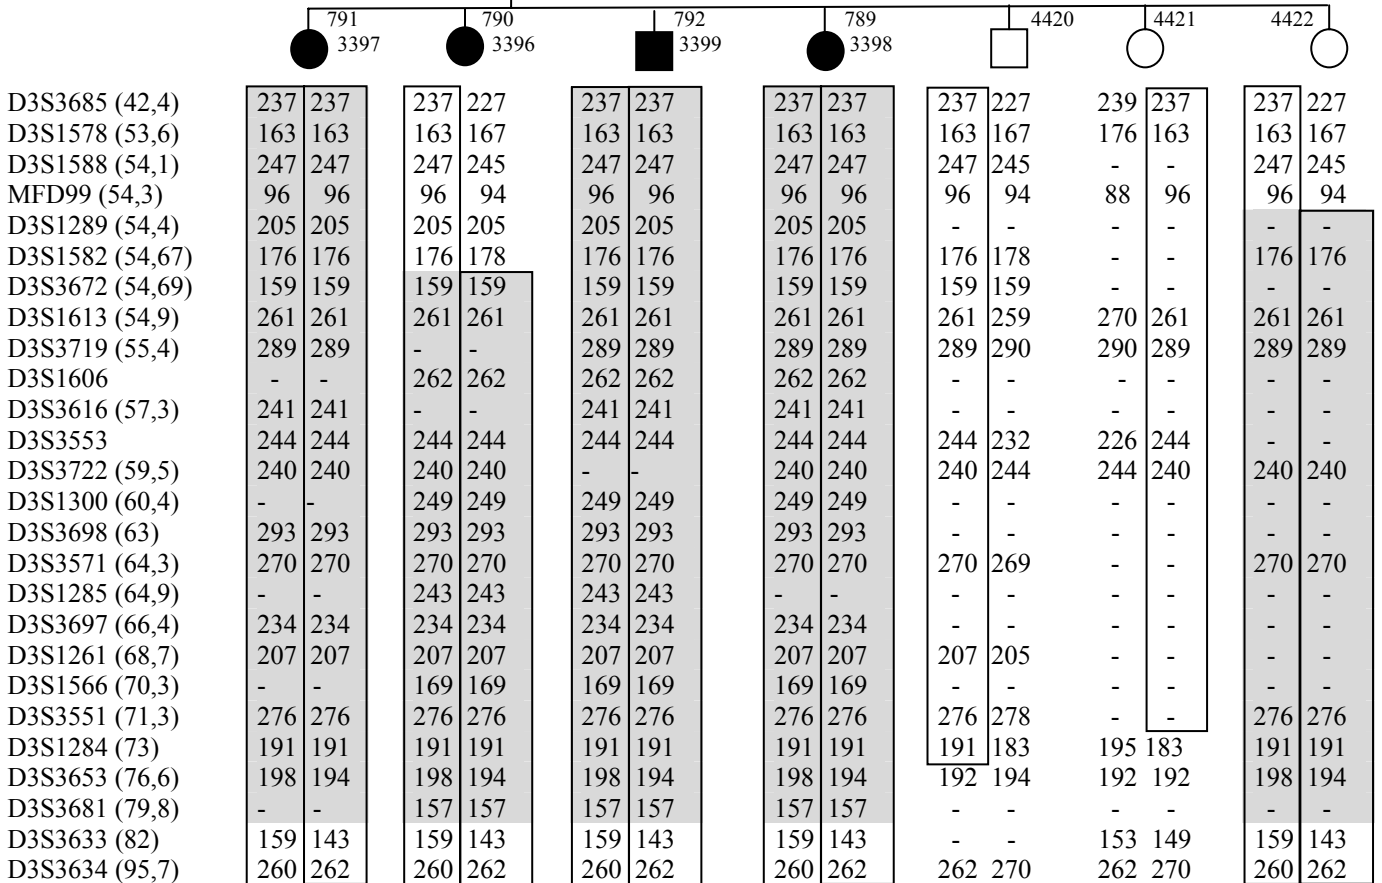 791 790 792 789 4420 4421 4422
3397 3396 3399 3398
D3S3685 (42,4) 237 237 237 227 237 237 237 237 237 227 239 237 237 227
D3S1578 (53,6) 163 163 163 167 163 163 163 163 163 167 176 163 163 167
D3S1588 (54,1) 247 247 247 245 247 247 247 247 247 245 - - 247 245
MFD99 (54,3) 96 96 96 94 96 96 96 96 96 94 88 96 96 94
D3S1289 (54,4) 205 205 205 205 205 205 205 205 - - - - - -
D3S1582 (54,67) 176 176 176 178 176 176 176 176 176 178 - - 176 176
D3S3672 (54,69) 159 159 159 159 159 159 159 159 159 159 - - - -
D3S1613 (54,9) 261 261 261 261 261 261 261 261 261 259 270 261 261 261
D3S3719 (55,4) 289 289 - - 289 289 289 289 289 290 290 289 289 289
D3S1606 - - 262 262 262 262 262 262 - - - - - -
D3S3616 (57,3) 241 241 - - 241 241 241 241 - - - - - -
D3S3553 244 244 244 244 244 244 244 244 244 232 226 244 - -
D3S3722 (59,5) 240 240 240 240 - - 240 240 240 244 244 240 240 240
D3S1300 (60,4) - - 249 249 249 249 249 249 - - - - - -
D3S3698 (63) 293 293 293 293 293 293 293 293 - - - - - -
D3S3571 (64,3) 270 270 270 270 270 270 270 270 270 269 - - 270 270
D3S1285 (64,9) - - 243 243 243 243 - - - - - - - -
D3S3697 (66,4) 234 234 234 234 234 234 234 234 - - - - - -
D3S1261 (68,7) 207 207 207 207 207 207 207 207 207 205 - - - -
D3S1566 (70,3) - - 169 169 169 169 169 169 - - - - - -
D3S3551 (71,3) 276 276 276 276 276 276 276 276 276 278 - - 276 276
D3S1284 (73) 191 191 191 191 191 191 191 191 191 183 195 183 191 191
D3S3653 (76,6) 198 194 198 194 198 194 198 194 192 194 192 192 198 194
D3S3681 (79,8) - - 157 157 157 157 157 157 - - - - - -
D3S3633 (82) 159 143 159 143 159 143 159 143 - - 153 149 159 143
D3S3634 (95,7) 260 262 260 262 260 262 260 262 262 270 262 270 260 262